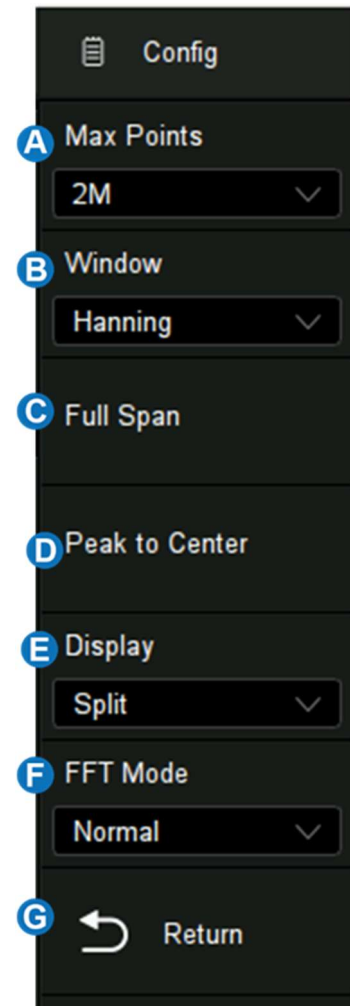 Config
A Max Points
2M
B Window
Hanning
C Full Span
D Peak to Center
E Display
Split
F FFT Mode
Normal
G Return